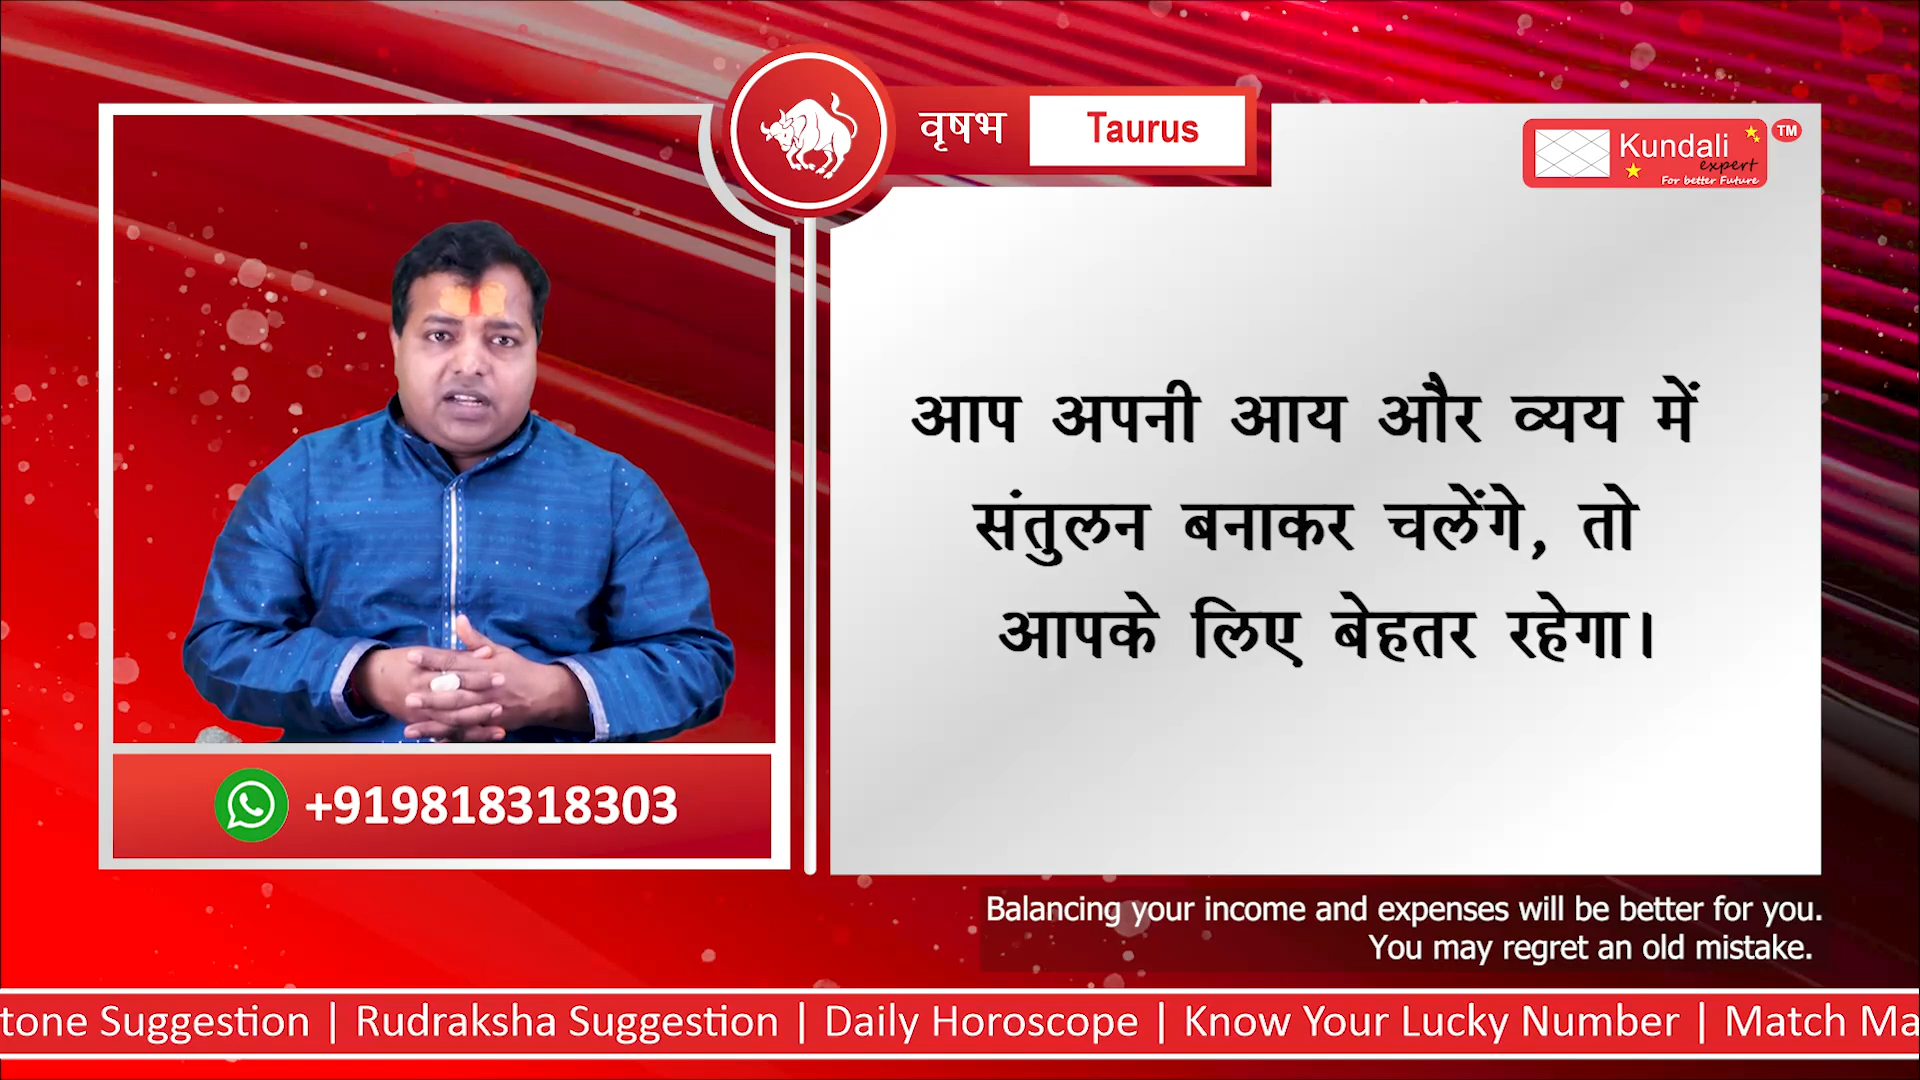 वृषभ
Taurus
Kundali
expert
For better Future
TM
आप अपनी आय और व्यय में
संतुलन बनाकर चलेंगे, तो
आपके लिए बेहतर रहेगा।
+919818318303
Balancing your income and expenses will be better for you.
You may regret an old mistake.
tone Suggestion | Rudraksha Suggestion | Daily Horoscope | Know Your Lucky Number | Match Ma